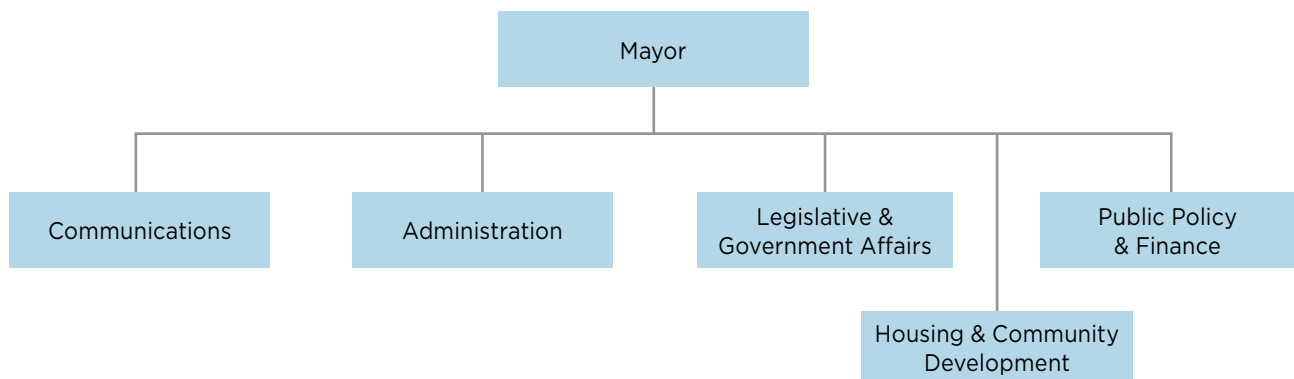 Mayor
Communications
Administration
Legislative &
Government Affairs
Public Policy
& Finance
Housing & Community
Development